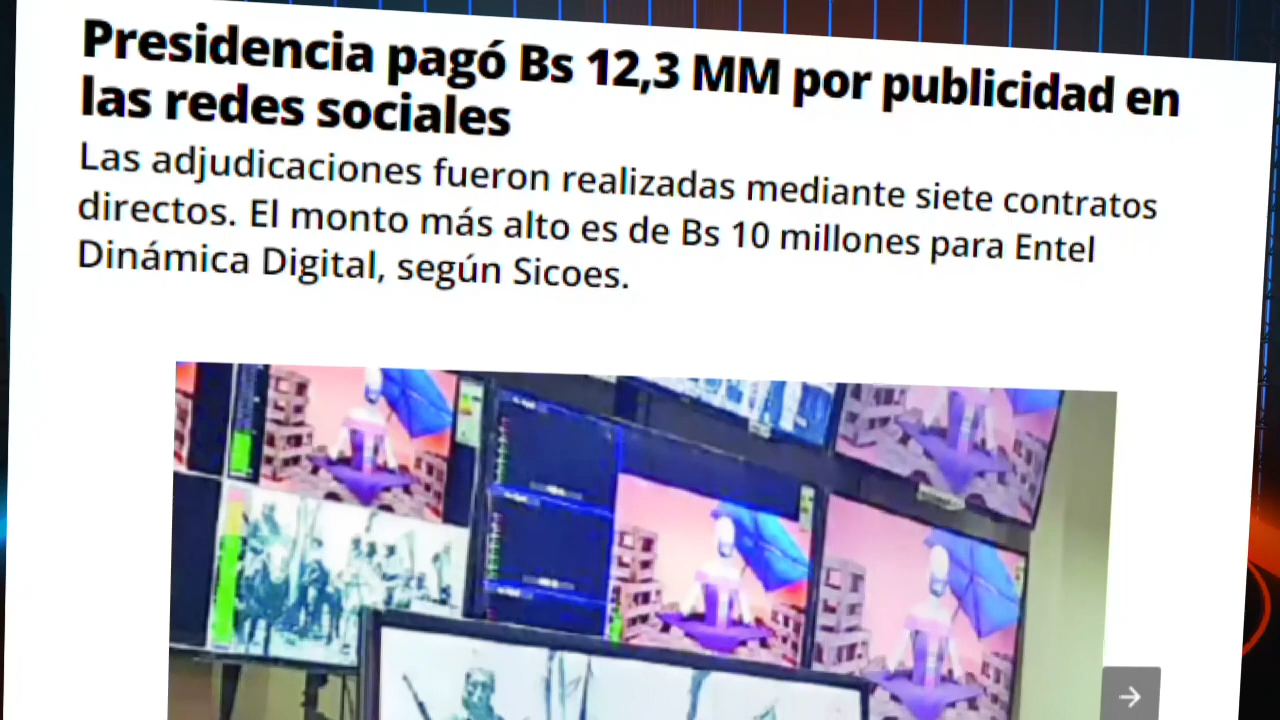 Presidencia pagó Bs 12,3 MM por publicidad en
las redes sociales
Las adjudicaciones fueron realizadas mediante siete contratos
directos. El monto más alto es de Bs 10 millones para Entel
Dinámica Digital, según Sicoes.